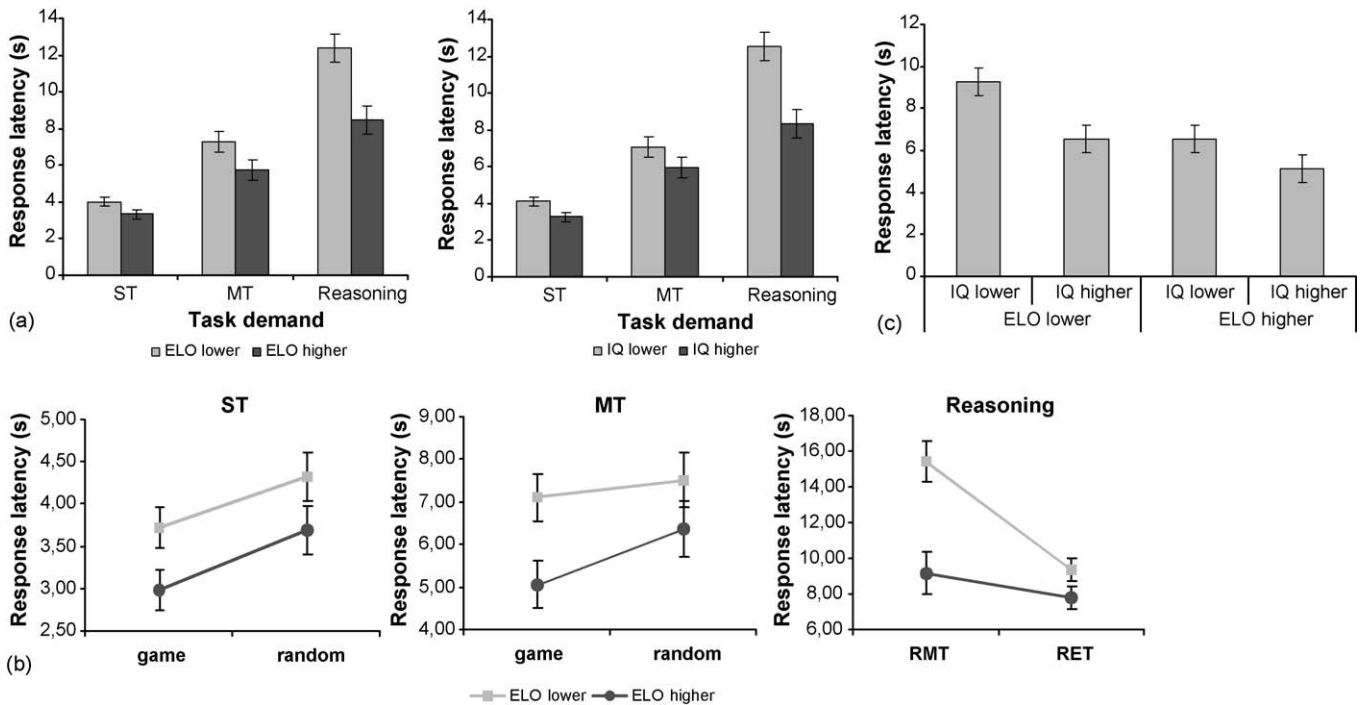 Response latency (s)
14
12
10
8
6
4
2
0
ST MT Reasoning
Task demand
ELO lower ELO higher
(a)
Response latency (s)
14
12
10
8
6
4
2
0
ST MT Reasoning
Task demand
IQ lower IQ higher
Response latency (s)
12
10
8
6
4
2
0
IQ lower IQ higher IQ lower IQ higher
ELO lower ELO higher
(c)
ST
Response latency (s)
5,00
4,50
4,00
3,50
3,00
2,50
game random
(b)
MT
Response latency (s)
9,00
8,00
7,00
6,00
5,00
4,00
game random
Reasoning
Response latency (s)
18,00
16,00
14,00
12,00
10,00
8,00
6,00
RMT RET
ELO lower ELO higher